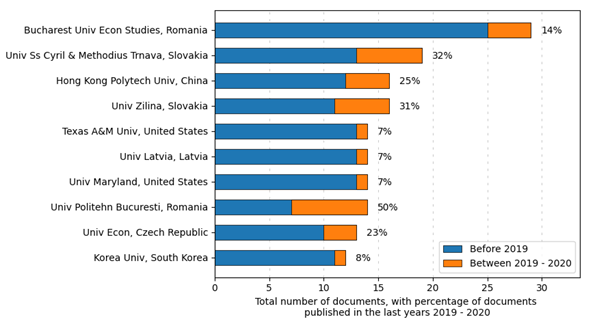 Bucharest Univ Econ Studies, Romania
14%
Univ Ss Cyril & Methodius Trnava, Slovakia
32%
Hong Kong Polytech Univ, China
25%
Univ Zilina, Slovakia
31%
Texas A&M Univ, United States
7%
Univ Latvia, Latvia
7%
Univ Maryland, United States
7%
Univ Politehn Bucuresti, Romania
50%
Univ Econ, Czech Republic
23%
Korea Univ, South Korea
8%
Before 2019
Between 2019 - 2020
0 5 10 15 20 25 30
Total number of documents, with percentage of documents
published in the last years 2019 - 2020